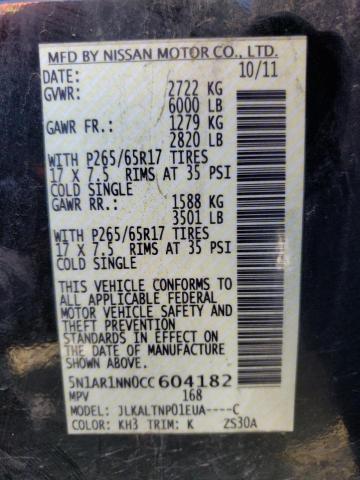 MFD BY NISSAN MOTOR CO., LTD.
DATE: 10/11
GVWR: 2722 KG
6000 LB
GAWR FR.: 1279 KG
2820 LB
WITH P265/65R17 TIRES
17 X 7.5 RIMS AT 35 PSI
COLD SINGLE
GAWR RR.: 1588 KG
3501 LB
WITH P265/65R17 TIRES
17 X 7.5 RIMS AT 35 PSI
COLD SINGLE
THIS VEHICLE CONFORMS TO
ALL APPLICABLE FEDERAL
MOTOR VEHICLE SAFETY AND
THEFT PREVENTION
STANDARDS IN EFFECT ON
THE DATE OF MANUFACTURE
SHOWN ABOVE.
5N1AR1NN0CC604182
MPV 168
MODEL: JLKALTNP01EUA----C
COLOR: KH3 TRIM: K ZS30A